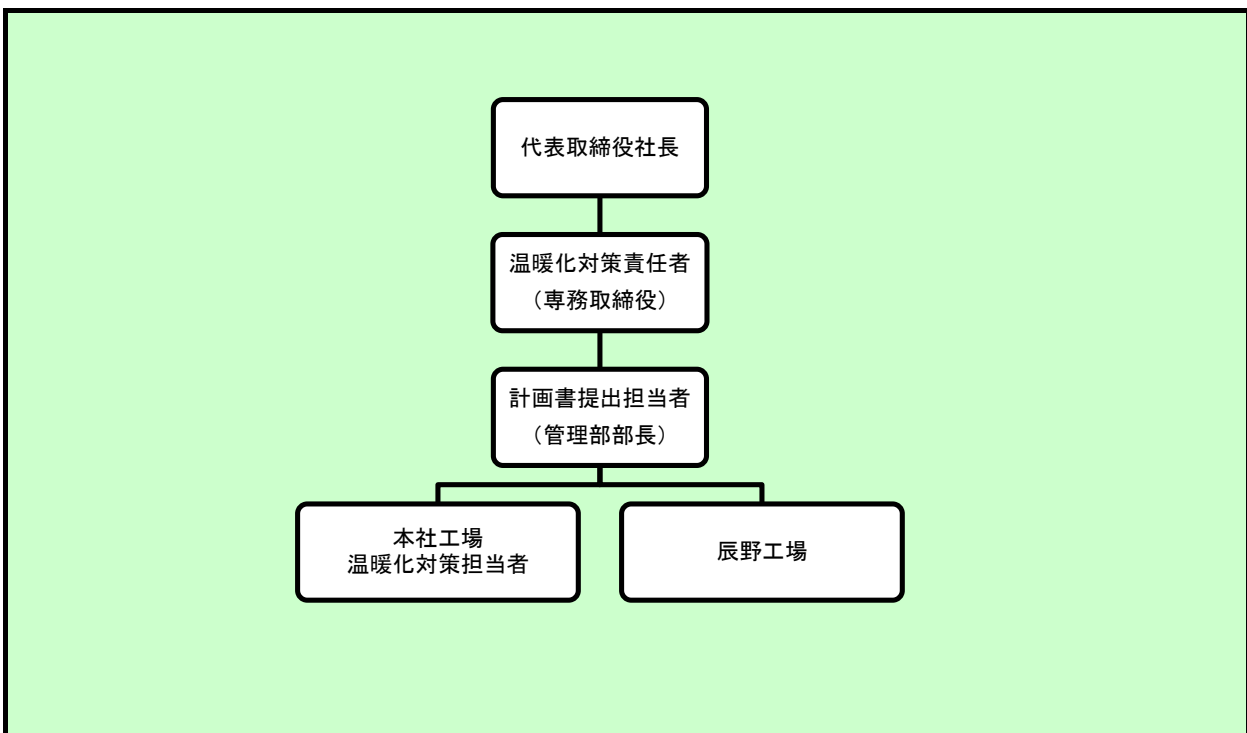 代表取締役社長
温暖化対策責任者
（専務取締役）
計画書提出担当者
（管理部部長）
本社工場
温暖化対策担当者
辰野工場